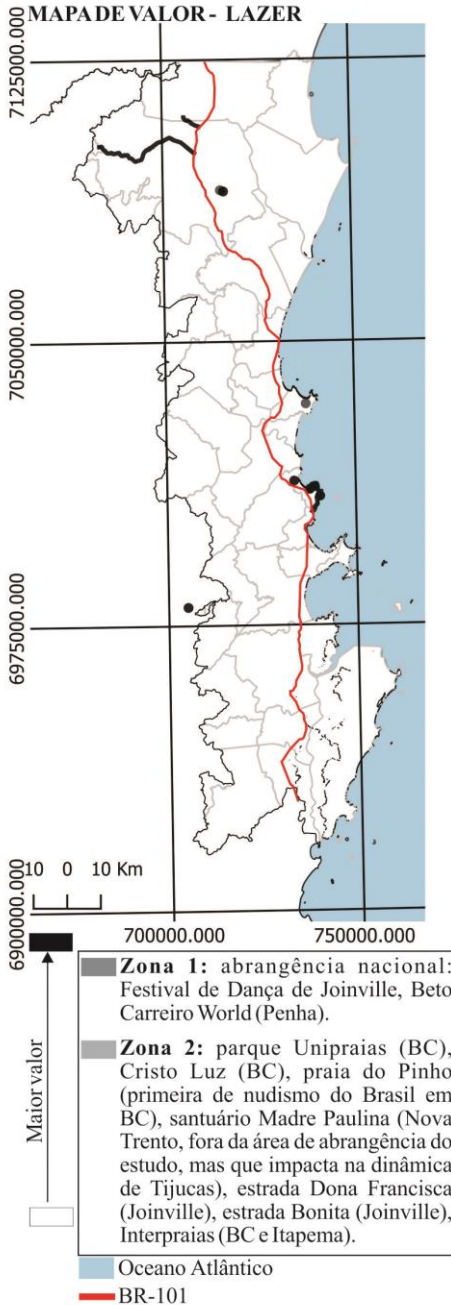 MAPA DE VALOR - LAZER
7125000.000
7050000.000
6975000.000
6900000.000
10 0 10 Km
700000.000 750000.000
Maior valor
Zona 1: abrangência nacional:
Festival de Dança de Joinville, Beto
Carreiro World (Penha).
Zona 2: parque Unipraias (BC),
Cristo Luz (BC), praia do Pinho
(primeira de nudismo do Brasil em
BC), santuário Madre Paulina (Nova
Trento, fora da área de abrangência do
estudo, mas que impacta na dinâmica
de Tijucas), estrada Dona Francisca
(Joinville), estrada Bonita (Joinville),
Interpraias (BC e Itapema).
Oceano Atlântico
BR-101